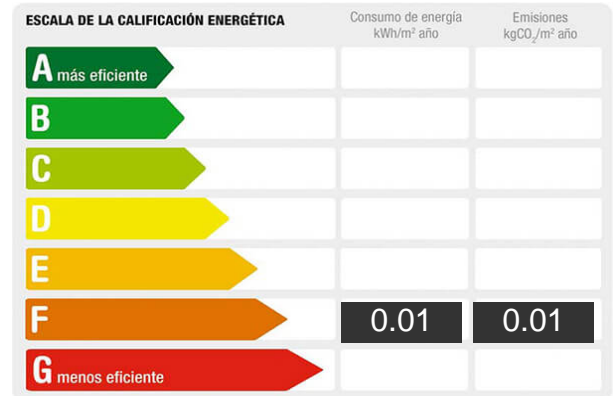 ESCALA DE LA CALIFICACIÓN ENERGÉTICA
Consumo de energía
kWh/m² año
Emisiones
kgCO₂/m² año
A más eficiente
B
C
D
E
F 0.01 0.01
G menos eficiente